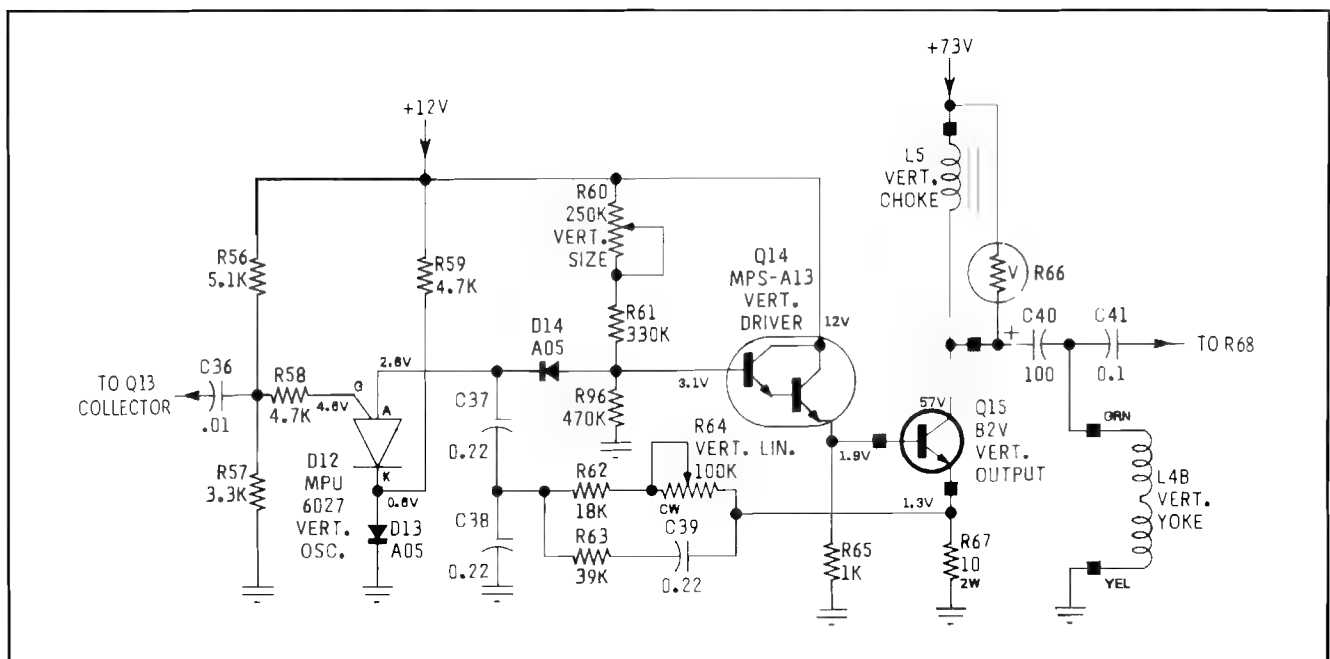 +73V
+12V
L5
VERT.
CHOKE
R60
250K
VERT.
SIZE
R56
5.1K
R59
4.7K
Q14
MPS-A13
VERT.
DRIVER
V
R66
R61
330K
D14
A05
12V
+
C40
100
C41
0.1
TO R68
2.6V
TO Q13
COLLECTOR
C36
.01
R58
4.7K
4.6V
G
A
K
3.1V
R96
470K
C37
0.22
57V
Q15
B2V
VERT.
OUTPUT
GRN
R64
VERT. LIN.
100K
1.9V
R57
3.3K
D12
MPU
6027
VERT.
OSC.
0.6V
D13
A05
R62
18K
CW
1.3V
L4B
VERT.
YOKE
C38
0.22
R63
39K
C39
0.22
R65
1K
R67
10
2W
YEL